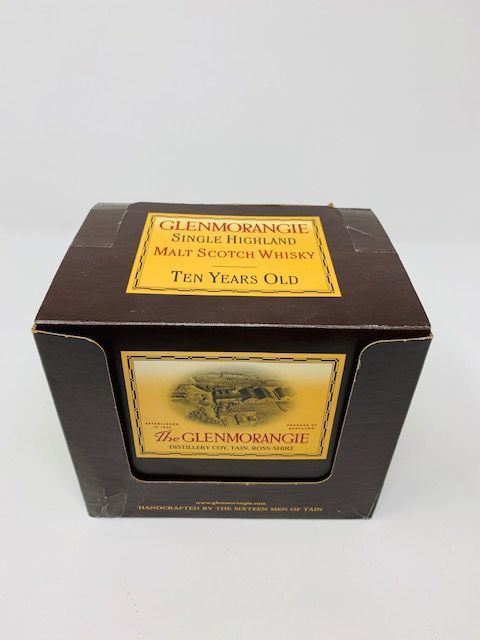 GLENMORANGIE
SINGLE HIGHLAND
MALT SCOTCH WHISKY
TEN YEARS OLD
ESTABLISHED
IN 1843
PRODUCE OF
SCOTLAND
The GLENMORANGIE
DISTILLERY COY, TAIN, ROSS-SHIRE
www.glenmorangie.com
HANDCRAFTED BY THE SIXTEEN MEN OF TAIN